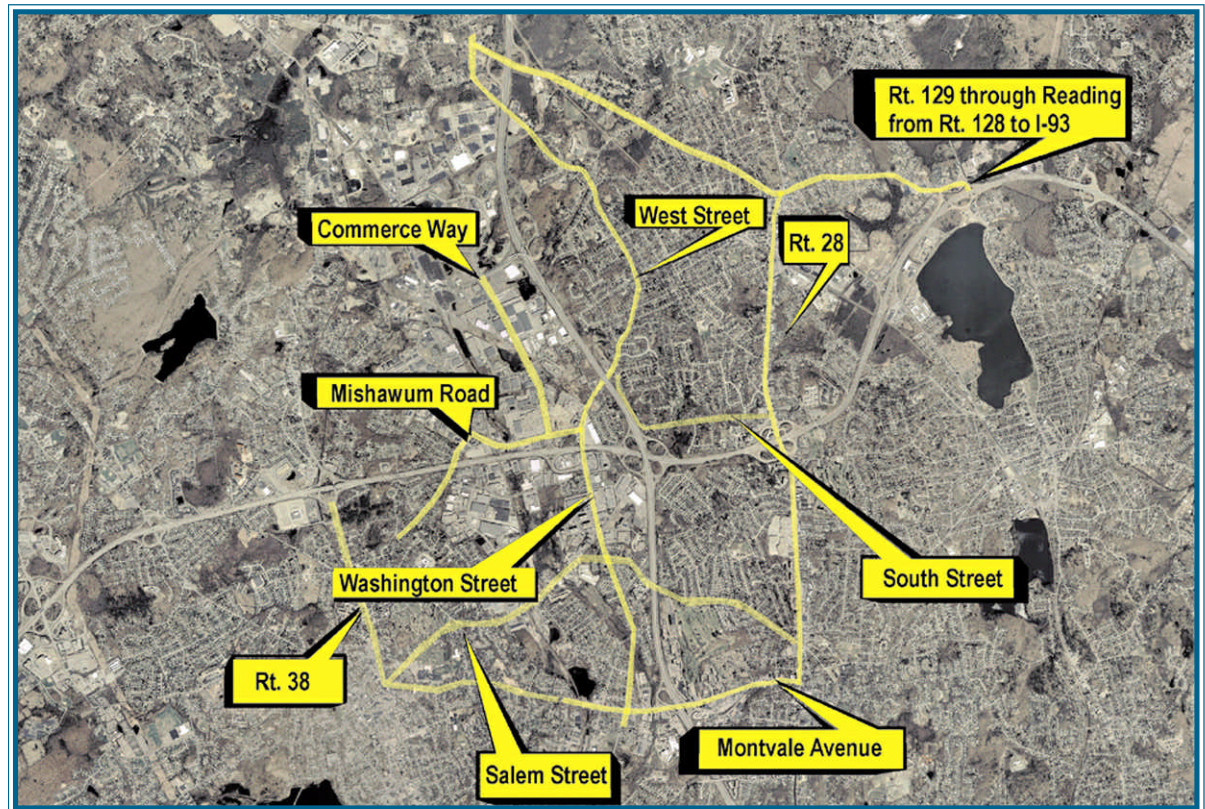 Rt. 129 through Reading
from Rt. 128 to I-93
West Street
Commerce Way
Rt. 28
Mishawum Road
Washington Street
South Street
Rt. 38
Montvale Avenue
Salem Street